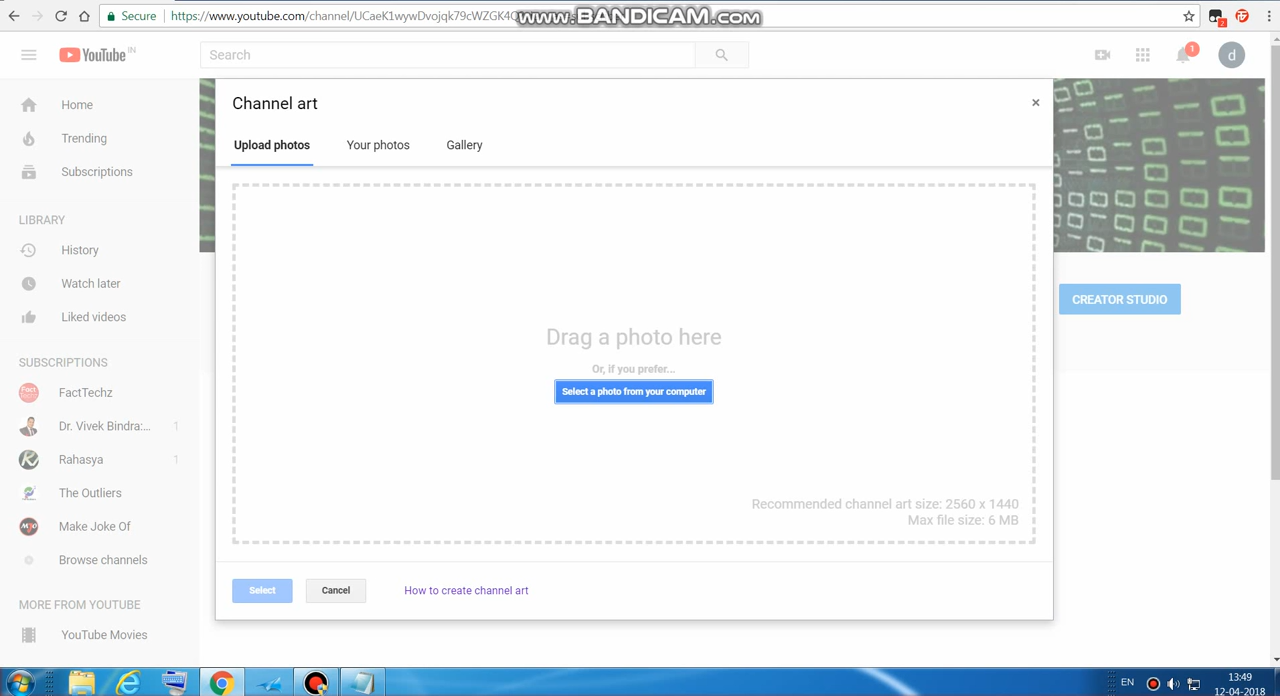 Secure
https://www.youtube.com/channel/UCaeK1wywDvojqk79cWZGK4
www.BANDICAM.com
2
YouTube IN
Search
1
d
Home
Trending
Subscriptions
LIBRARY
History
Watch later
Liked videos
SUBSCRIPTIONS
FactTechz
Dr. Vivek Bindra:... 1
Rahasya 1
The Outliers
Make Joke Of
Browse channels
MORE FROM YOUTUBE
YouTube Movies
Channel art
×
Upload photos
Your photos
Gallery
Drag a photo here
Or, if you prefer...
Select a photo from your computer
Recommended channel art size: 2560 x 1440
Max file size: 6 MB
Select
Cancel
How to create channel art
CREATOR STUDIO
EN
13:49
12-04-2018